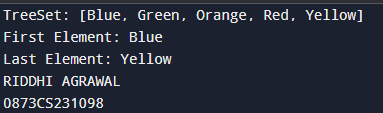 TreeSet: [Blue, Green, Orange, Red, Yellow]
First Element: Blue
Last Element: Yellow
RIDDHI AGRAWAL
0873CS231098